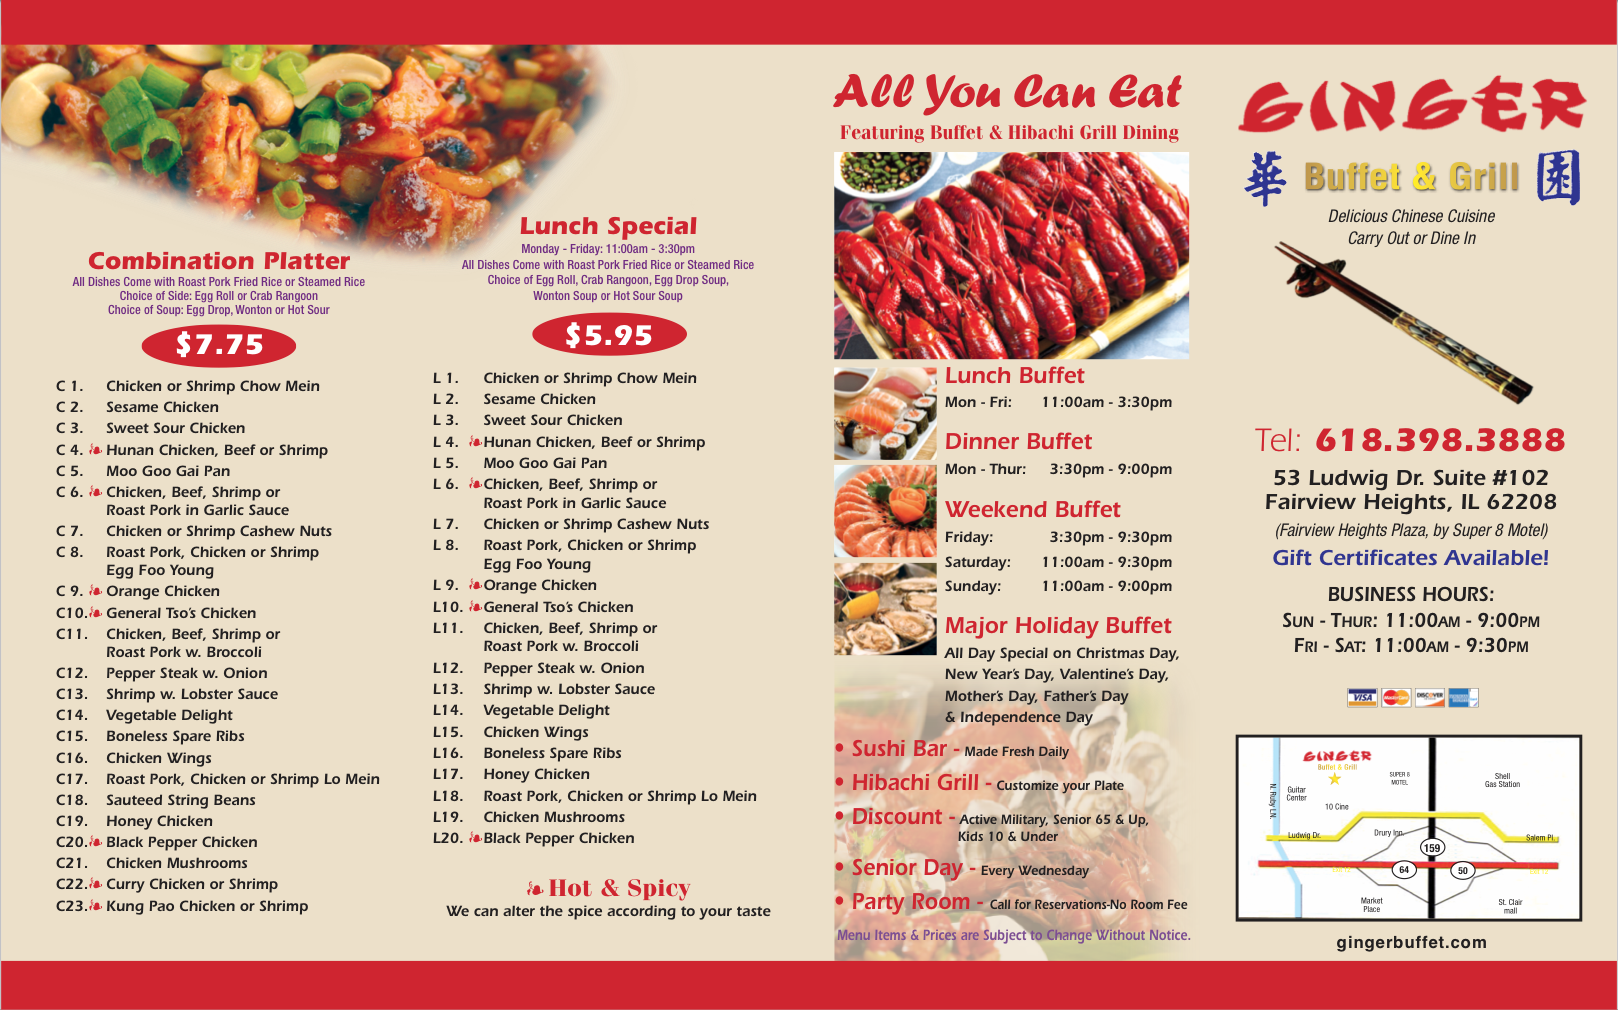 Combination Platter
All Dishes Come with Roast Pork Fried Rice or Steamed Rice
Choice of Side: Egg Roll or Crab Rangoon
Choice of Soup: Egg Drop, Wonton or Hot Sour
$7.75
C 1. Chicken or Shrimp Chow Mein
C 2. Sesame Chicken
C 3. Sweet Sour Chicken
C 4. Hunan Chicken, Beef or Shrimp
C 5. Moo Goo Gai Pan
C 6. Chicken, Beef, Shrimp or
Roast Pork in Garlic Sauce
C 7. Chicken or Shrimp Cashew Nuts
C 8. Roast Pork, Chicken or Shrimp
Egg Foo Young
C 9. Orange Chicken
C10. General Tso's Chicken
C11. Chicken, Beef, Shrimp or
Roast Pork w. Broccoli
C12. Pepper Steak w. Onion
C13. Shrimp w. Lobster Sauce
C14. Vegetable Delight
C15. Boneless Spare Ribs
C16. Chicken Wings
C17. Roast Pork, Chicken or Shrimp Lo Mein
C18. Sauteed String Beans
C19. Honey Chicken
C20. Black Pepper Chicken
C21. Chicken Mushrooms
C22. Curry Chicken or Shrimp
C23. Kung Pao Chicken or Shrimp
Lunch Special
Monday - Friday: 11:00am - 3:30pm
All Dishes Come with Roast Pork Fried Rice or Steamed Rice
Choice of Egg Roll, Crab Rangoon, Egg Drop Soup,
Wonton Soup or Hot Sour Soup
$5.95
L 1. Chicken or Shrimp Chow Mein
L 2. Sesame Chicken
L 3. Sweet Sour Chicken
L 4. Hunan Chicken, Beef or Shrimp
L 5. Moo Goo Gai Pan
L 6. Chicken, Beef, Shrimp or
Roast Pork in Garlic Sauce
L 7. Chicken or Shrimp Cashew Nuts
L 8. Roast Pork, Chicken or Shrimp
Egg Foo Young
L 9. Orange Chicken
L10. General Tso's Chicken
L11. Chicken, Beef, Shrimp or
Roast Pork w. Broccoli
L12. Pepper Steak w. Onion
L13. Shrimp w. Lobster Sauce
L14. Vegetable Delight
L15. Chicken Wings
L16. Boneless Spare Ribs
L17. Honey Chicken
L18. Roast Pork, Chicken or Shrimp Lo Mein
L19. Chicken Mushrooms
L20. Black Pepper Chicken
Hot & Spicy
We can alter the spice according to your taste
All You Can Eat
Featuring Buffet & Hibachi Grill Dining
Lunch Buffet
Mon - Fri: 11:00am - 3:30pm
Dinner Buffet
Mon - Thur: 3:30pm - 9:00pm
Weekend Buffet
Friday: 3:30pm - 9:30pm
Saturday: 11:00am - 9:30pm
Sunday: 11:00am - 9:00pm
Major Holiday Buffet
All Day Special on Christmas Day,
New Year's Day, Valentine's Day,
Mother's Day, Father's Day
& Independence Day
• Sushi Bar - Made Fresh Daily
• Hibachi Grill - Customize your Plate
• Discount - Active Military, Senior 65 & Up,
Kids 10 & Under
• Senior Day - Every Wednesday
• Party Room - Call for Reservations-No Room Fee
Menu Items & Prices are Subject to Change Without Notice.
GINGER
華 Buffet & Grill 園
Delicious Chinese Cuisine
Carry Out or Dine In
Tel: 618.398.3888
53 Ludwig Dr. Suite #102
Fairview Heights, IL 62208
(Fairview Heights Plaza, by Super 8 Motel)
Gift Certificates Available!
BUSINESS HOURS:
SUN - THUR: 11:00AM - 9:00PM
FRI - SAT: 11:00AM - 9:30PM
VISA MasterCard DISCOVER
GINGER
Buffet & Grill
SUPER 8
MOTEL
Shell
Gas Station
N. Ruby LN.
Guitar
Center
10 Cine
Ludwig Dr.
Drury Inn.
Salem Pl.
159
64
50
Market
Place
St. Clair
mall
gingerbuffet.com